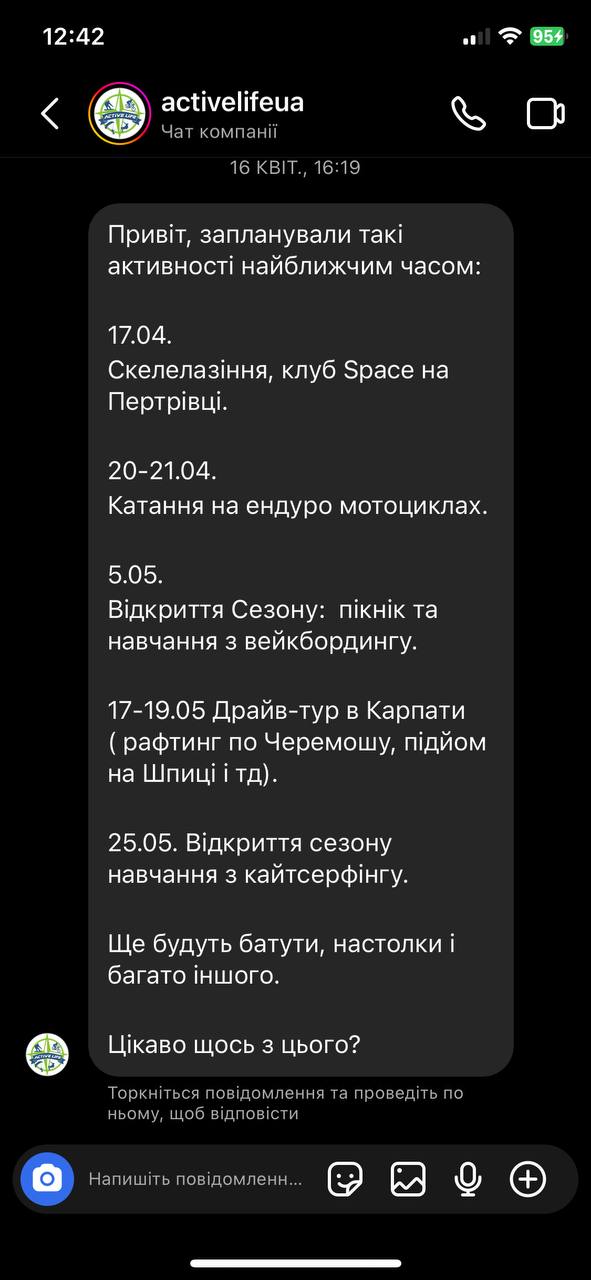 12:42
95
activelifeua
Чат компанії
16 КВІТ., 16:19
Привіт, запланували такі
активності найближчим часом:
17.04.
Скелелазіння, клуб Space на
Пертрівці.
20-21.04.
Катання на ендуро мотоциклах.
5.05.
Відкриття Сезону:  пікнік та
навчання з вейкбордингу.
17-19.05 Драйв-тур в Карпати
( рафтинг по Черемошу, підйом
на Шпиці і тд).
25.05. Відкриття сезону
навчання з кайтсерфінгу.
Ще будуть батути, настолки і
багато іншого.
Цікаво щось з цього?
Торкніться повідомлення та проведіть по
ньому, щоб відповісти
Напишіть повідомленн...
ACTIVE LIFE
ACTIVE LIFE